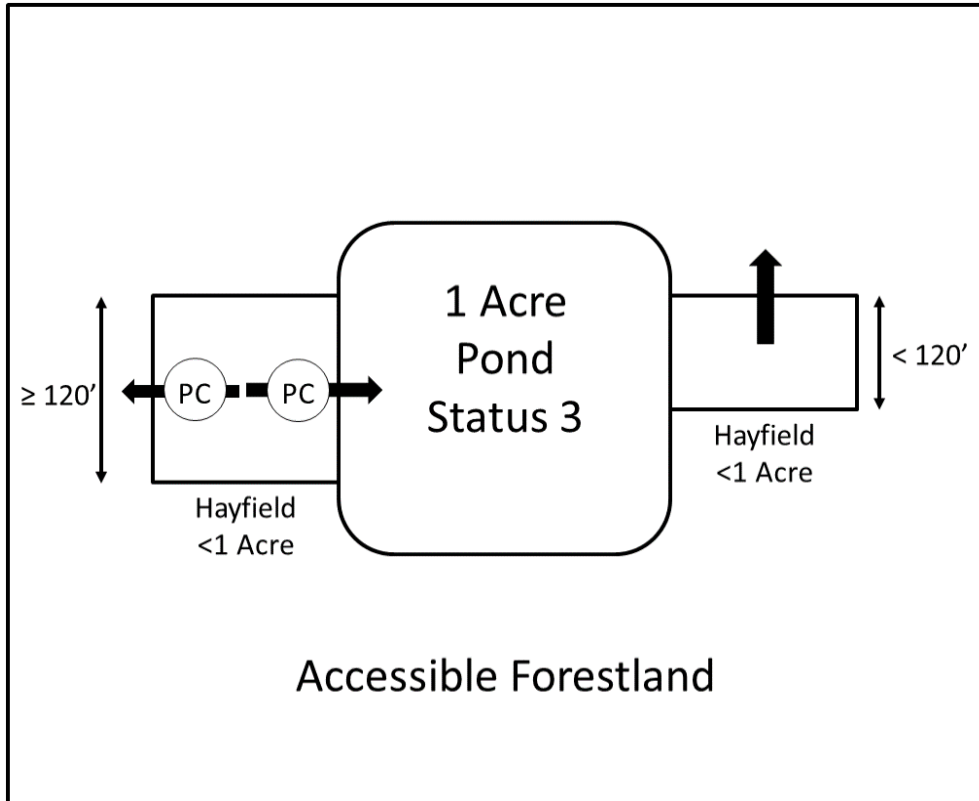 1 Acre
Pond
Status 3
≥ 120’
PC
PC
Hayfield
<1 Acre
< 120’
Hayfield
<1 Acre
Accessible Forestland